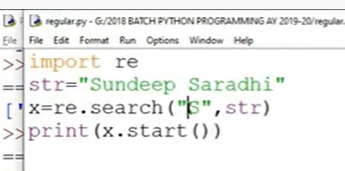 regular.py - G:/2018 BATCH PYTHON PROGRAMMING AY 2019-20/regular.
File File Edit Format Run Options Window Help
>> import re
== str="Sundeep Saradhi"
[' x=re.search("S",str)
>> print(x.start())
==